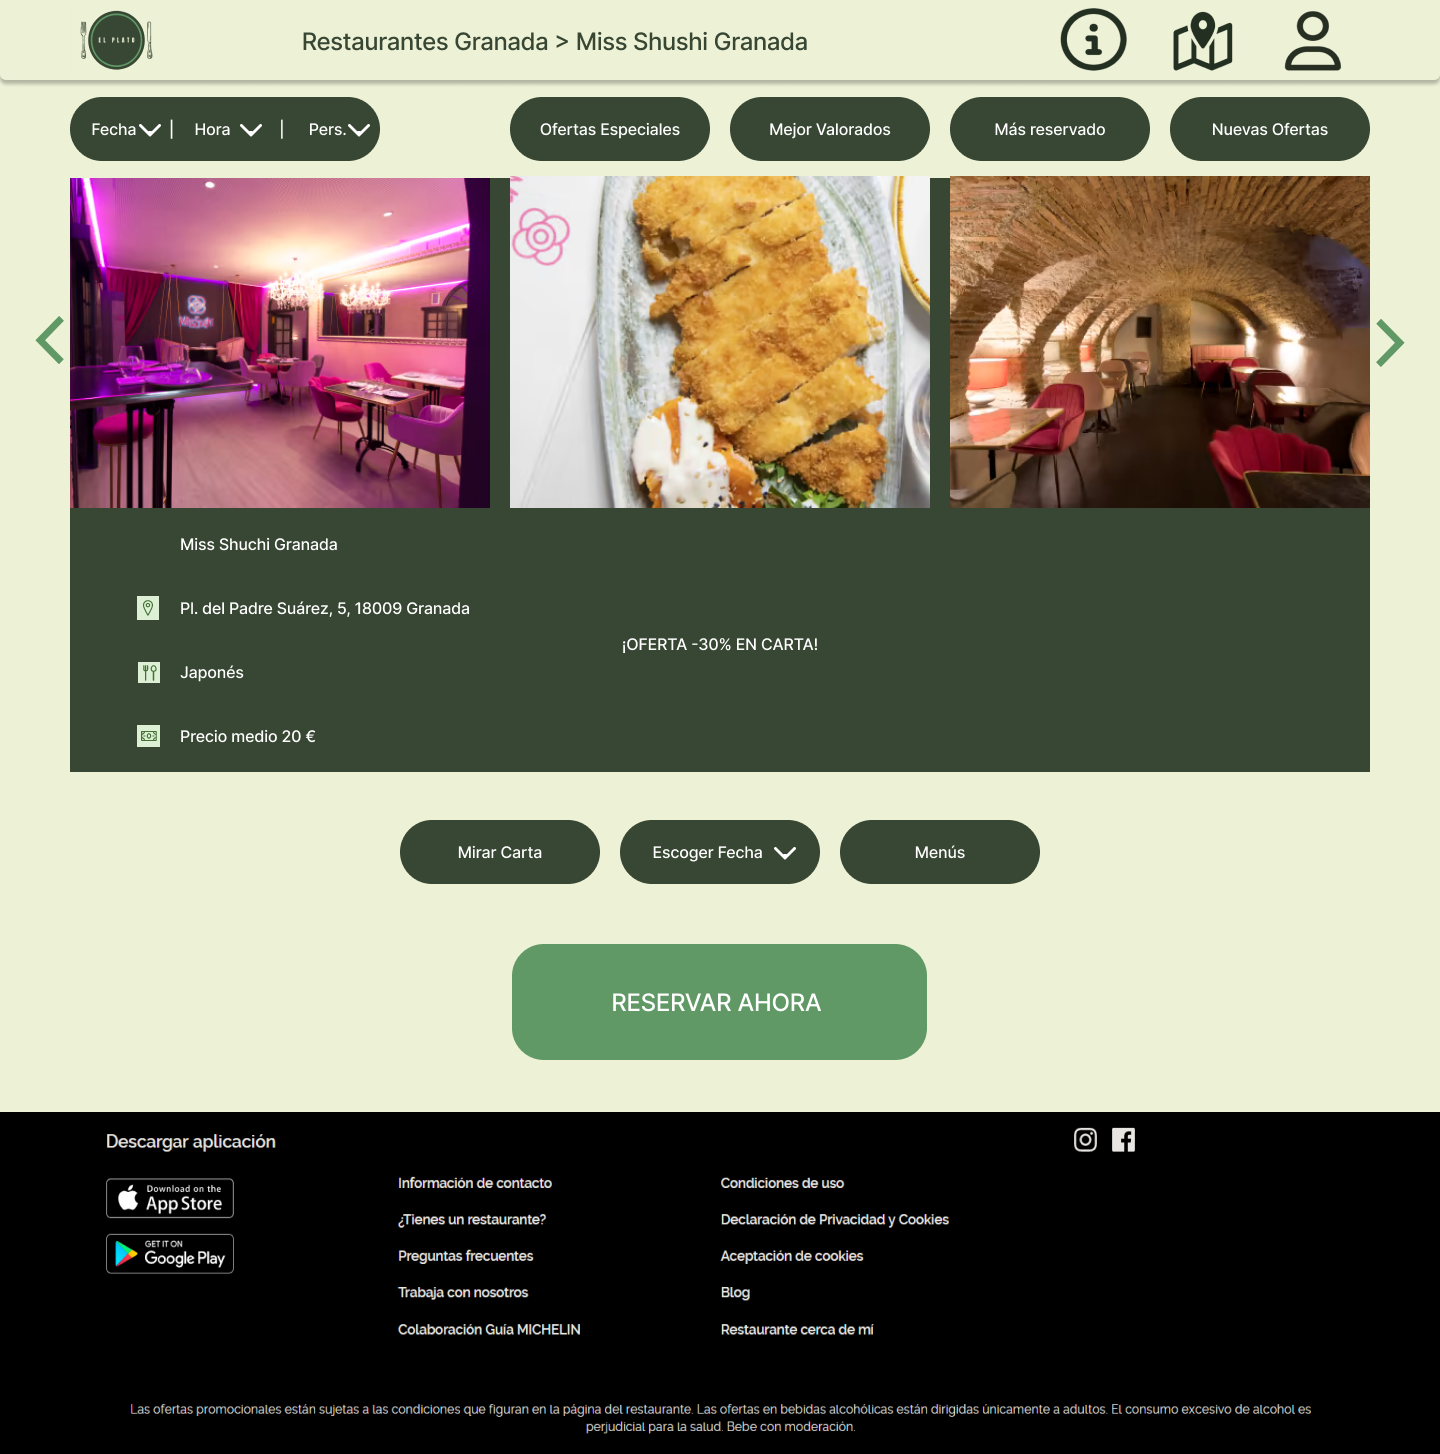 EL PLATO
Restaurantes Granada > Miss Shushi Granada
Fecha | Hora | Pers.
Ofertas Especiales
Mejor Valorados
Más reservado
Nuevas Ofertas
Miss Shuchi Granada
Pl. del Padre Suárez, 5, 18009 Granada
¡OFERTA -30% EN CARTA!
Japonés
Precio medio 20 €
Mirar Carta
Escoger Fecha
Menús
RESERVAR AHORA
Descargar aplicación
Download on the
App Store
GET IT ON
Google Play
Información de contacto
¿Tienes un restaurante?
Preguntas frecuentes
Trabaja con nosotros
Colaboración Guía MICHELIN
Condiciones de uso
Declaración de Privacidad y Cookies
Aceptación de cookies
Blog
Restaurante cerca de mí
Las ofertas promocionales están sujetas a las condiciones que figuran en la página del restaurante. Las ofertas en bebidas alcohólicas están dirigidas únicamente a adultos. El consumo excesivo de alcohol es
perjudicial para la salud. Bebe con moderación.